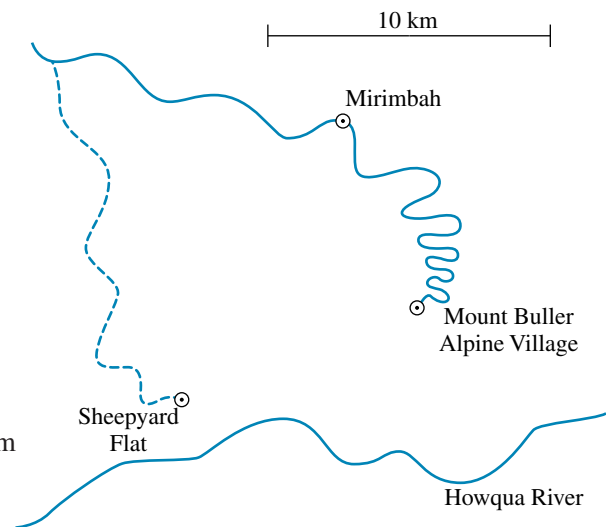 10 km
Mirimbah
Mount Buller
Alpine Village
Sheepyard
Flat
m
Howqua River